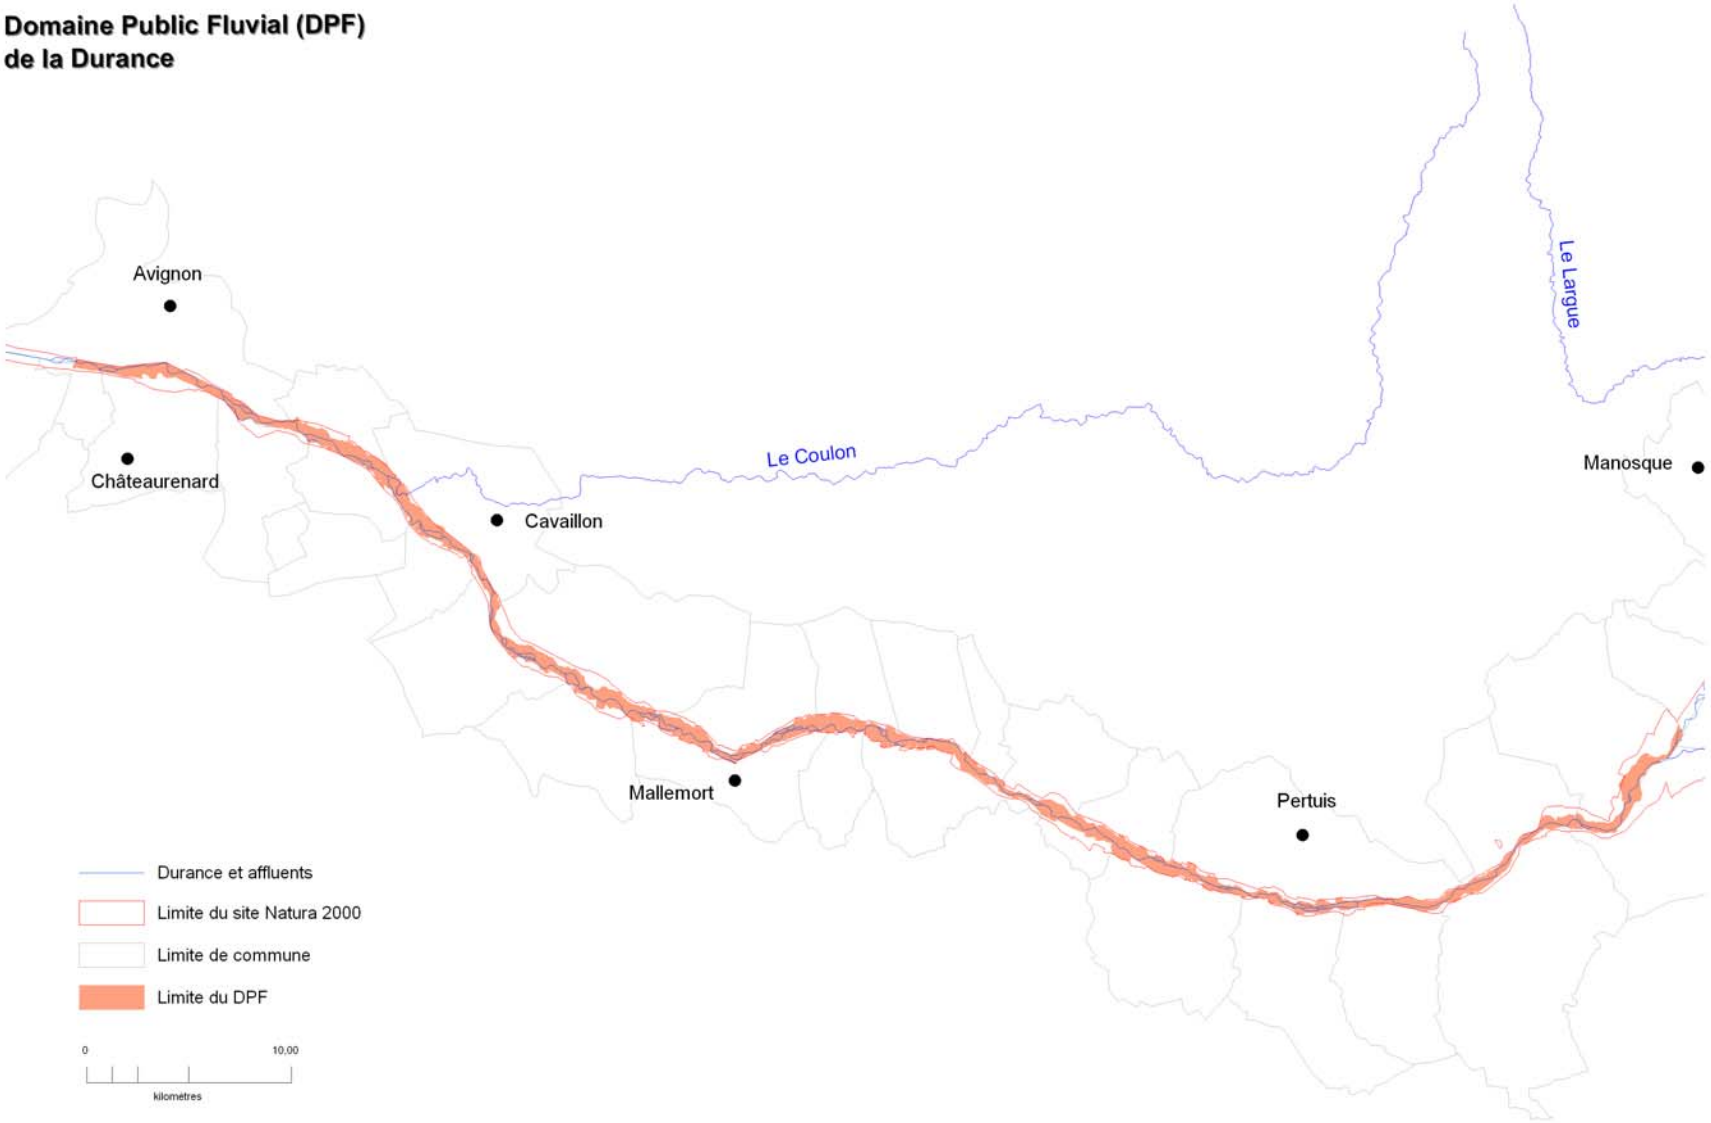 Domaine Public Fluvial (DPF)
de la Durance
Le Largue
Avignon
Le Coulon
Manosque
Châteaurenard
Cavaillon
Mallemort
Pertuis
Durance et affluents
Limite du site Natura 2000
Limite de commune
Limite du DPF
0 10,00
kilomètres